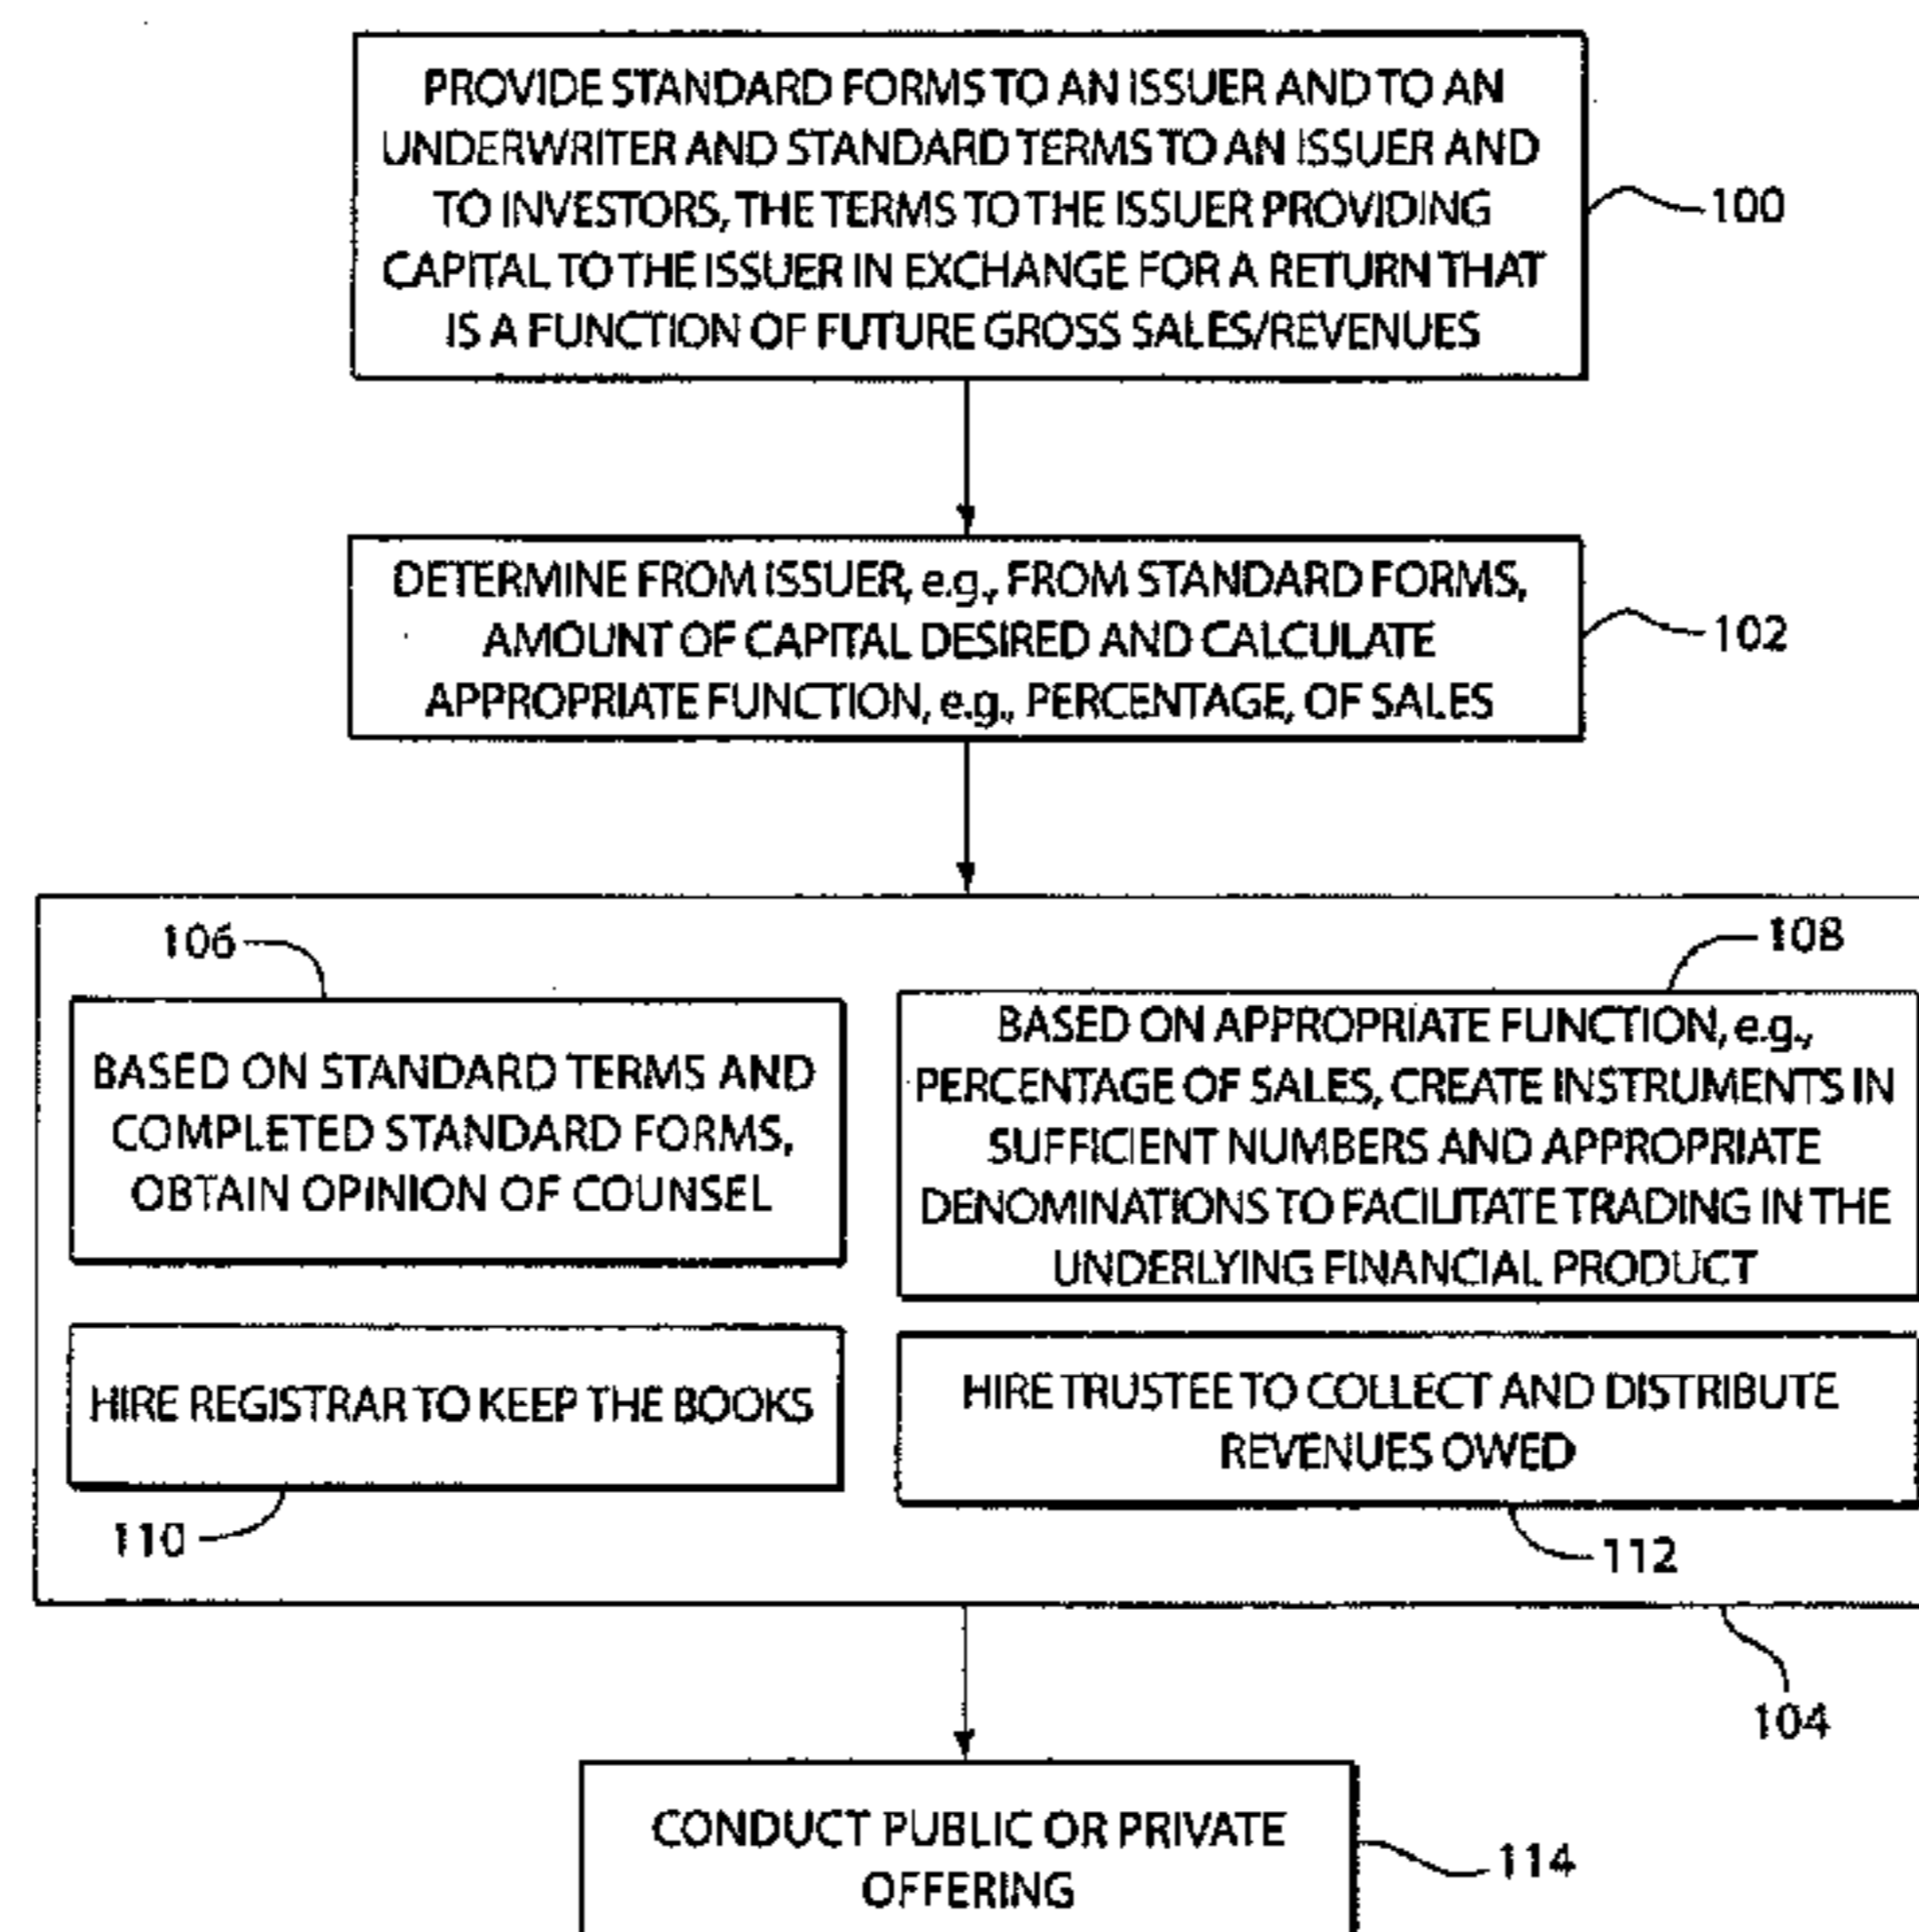 PROVIDE STANDARD FORMS TO AN ISSUER AND TO AN
UNDERWRITER AND STANDARD TERMS TO AN ISSUER AND
TO INVESTORS, THE TERMS TO THE ISSUER PROVIDING
CAPITAL TO THE ISSUER IN EXCHANGE FOR A RETURN THAT
IS A FUNCTION OF FUTURE GROSS SALES/REVENUES
100
DETERMINE FROM ISSUER, e.g., FROM STANDARD FORMS,
AMOUNT OF CAPITAL DESIRED AND CALCULATE
APPROPRIATE FUNCTION, e.g., PERCENTAGE, OF SALES
102
106
BASED ON STANDARD TERMS AND
COMPLETED STANDARD FORMS,
OBTAIN OPINION OF COUNSEL
108
BASED ON APPROPRIATE FUNCTION, e.g.,
PERCENTAGE OF SALES, CREATE INSTRUMENTS IN
SUFFICIENT NUMBERS AND APPROPRIATE
DENOMINATIONS TO FACILITATE TRADING IN THE
UNDERLYING FINANCIAL PRODUCT
HIRE REGISTRAR TO KEEP THE BOOKS
110
HIRE TRUSTEE TO COLLECT AND DISTRIBUTE
REVENUES OWED
112
104
CONDUCT PUBLIC OR PRIVATE
OFFERING
114